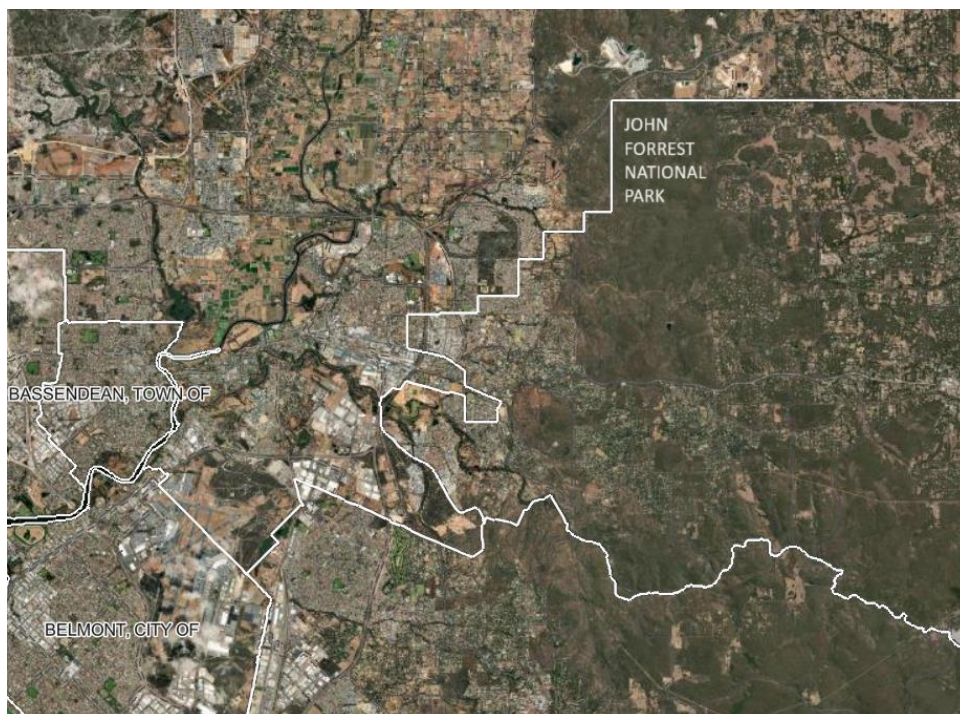 JOHN
FORREST
NATIONAL
PARK
BASSENDEAN, TOWN OF
BELMONT, CITY OF